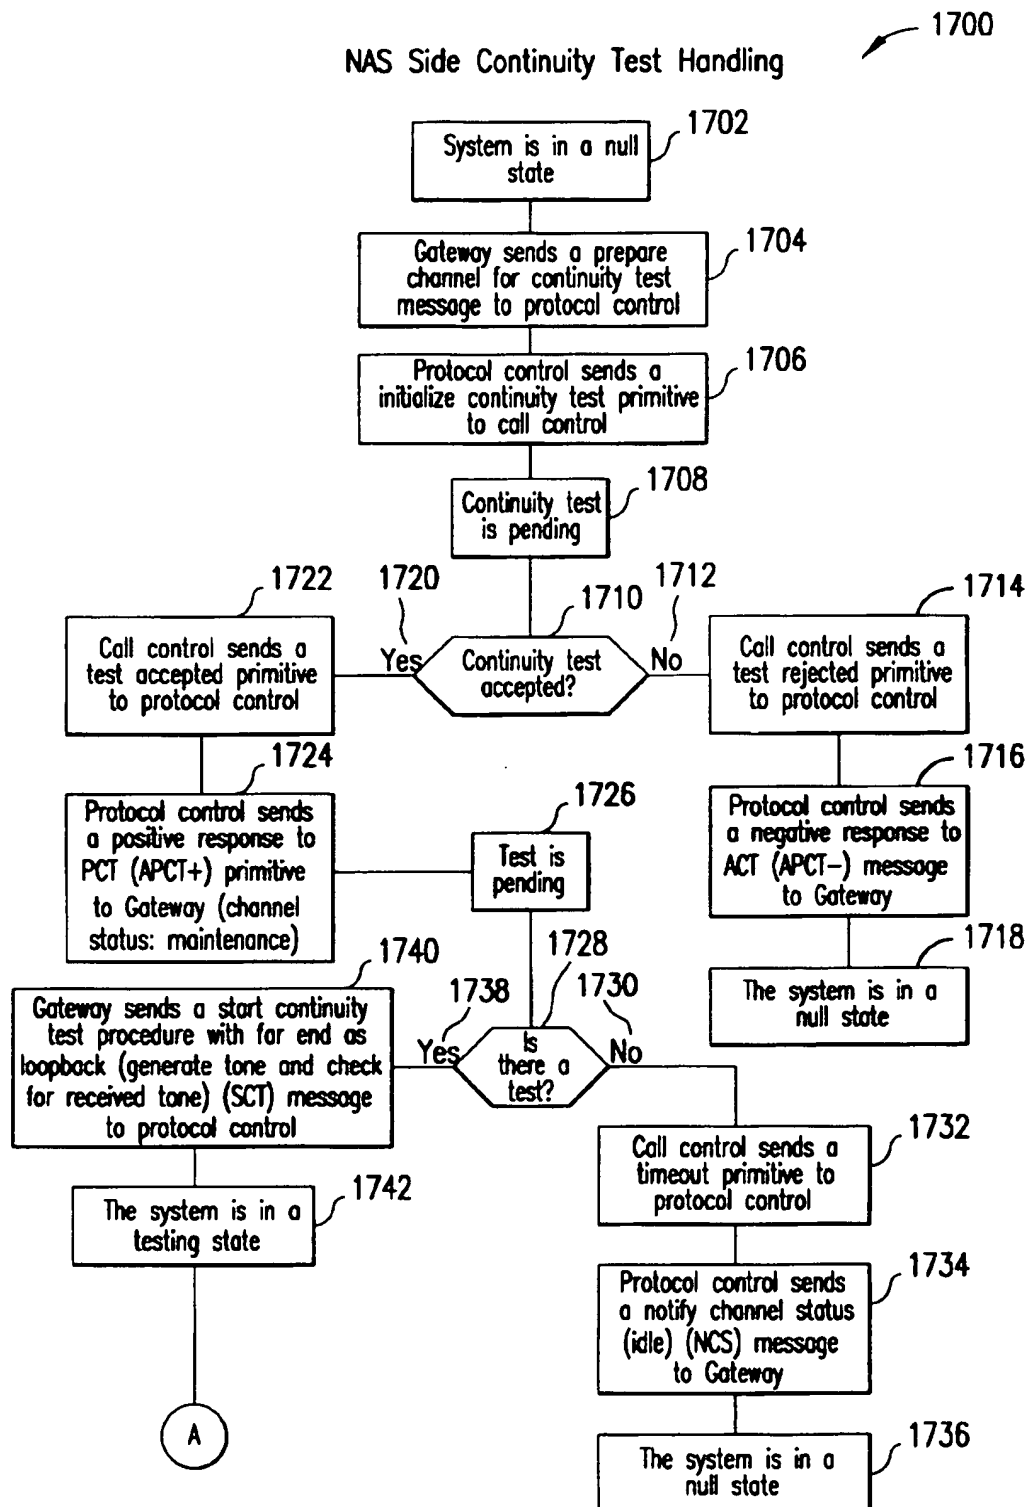 1700
NAS Side Continuity Test Handling
1702
System is in a null
state
1704
Gateway sends a prepare
channel for continuity test
message to protocol control
1706
Protocol control sends a
initialize continuity test primitive
to call control
1708
Continuity test
is pending
1710
Continuity test
accepted?
1720
Yes
1712
No
1722
Call control sends a
test accepted primitive
to protocol control
1714
Call control sends a
test rejected primitive
to protocol control
1724
Protocol control sends
a positive response to
PCT (APCT+) primitive
to Gateway (channel
status: maintenance)
1716
Protocol control sends
a negative response to
ACT (APCT-) message
to Gateway
1718
The system is in a
null state
1726
Test is
pending
1728
Is
there a
test?
1738
Yes
1730
No
1740
Gateway sends a start continuity
test procedure with far end as
loopback (generate tone and check
for received tone) (SCT) message
to protocol control
1742
The system is in a
testing state
A
1732
Call control sends a
timeout primitive to
protocol control
1734
Protocol control sends
a notify channel status
(idle) (NCS) message
to Gateway
1736
The system is in a
null state